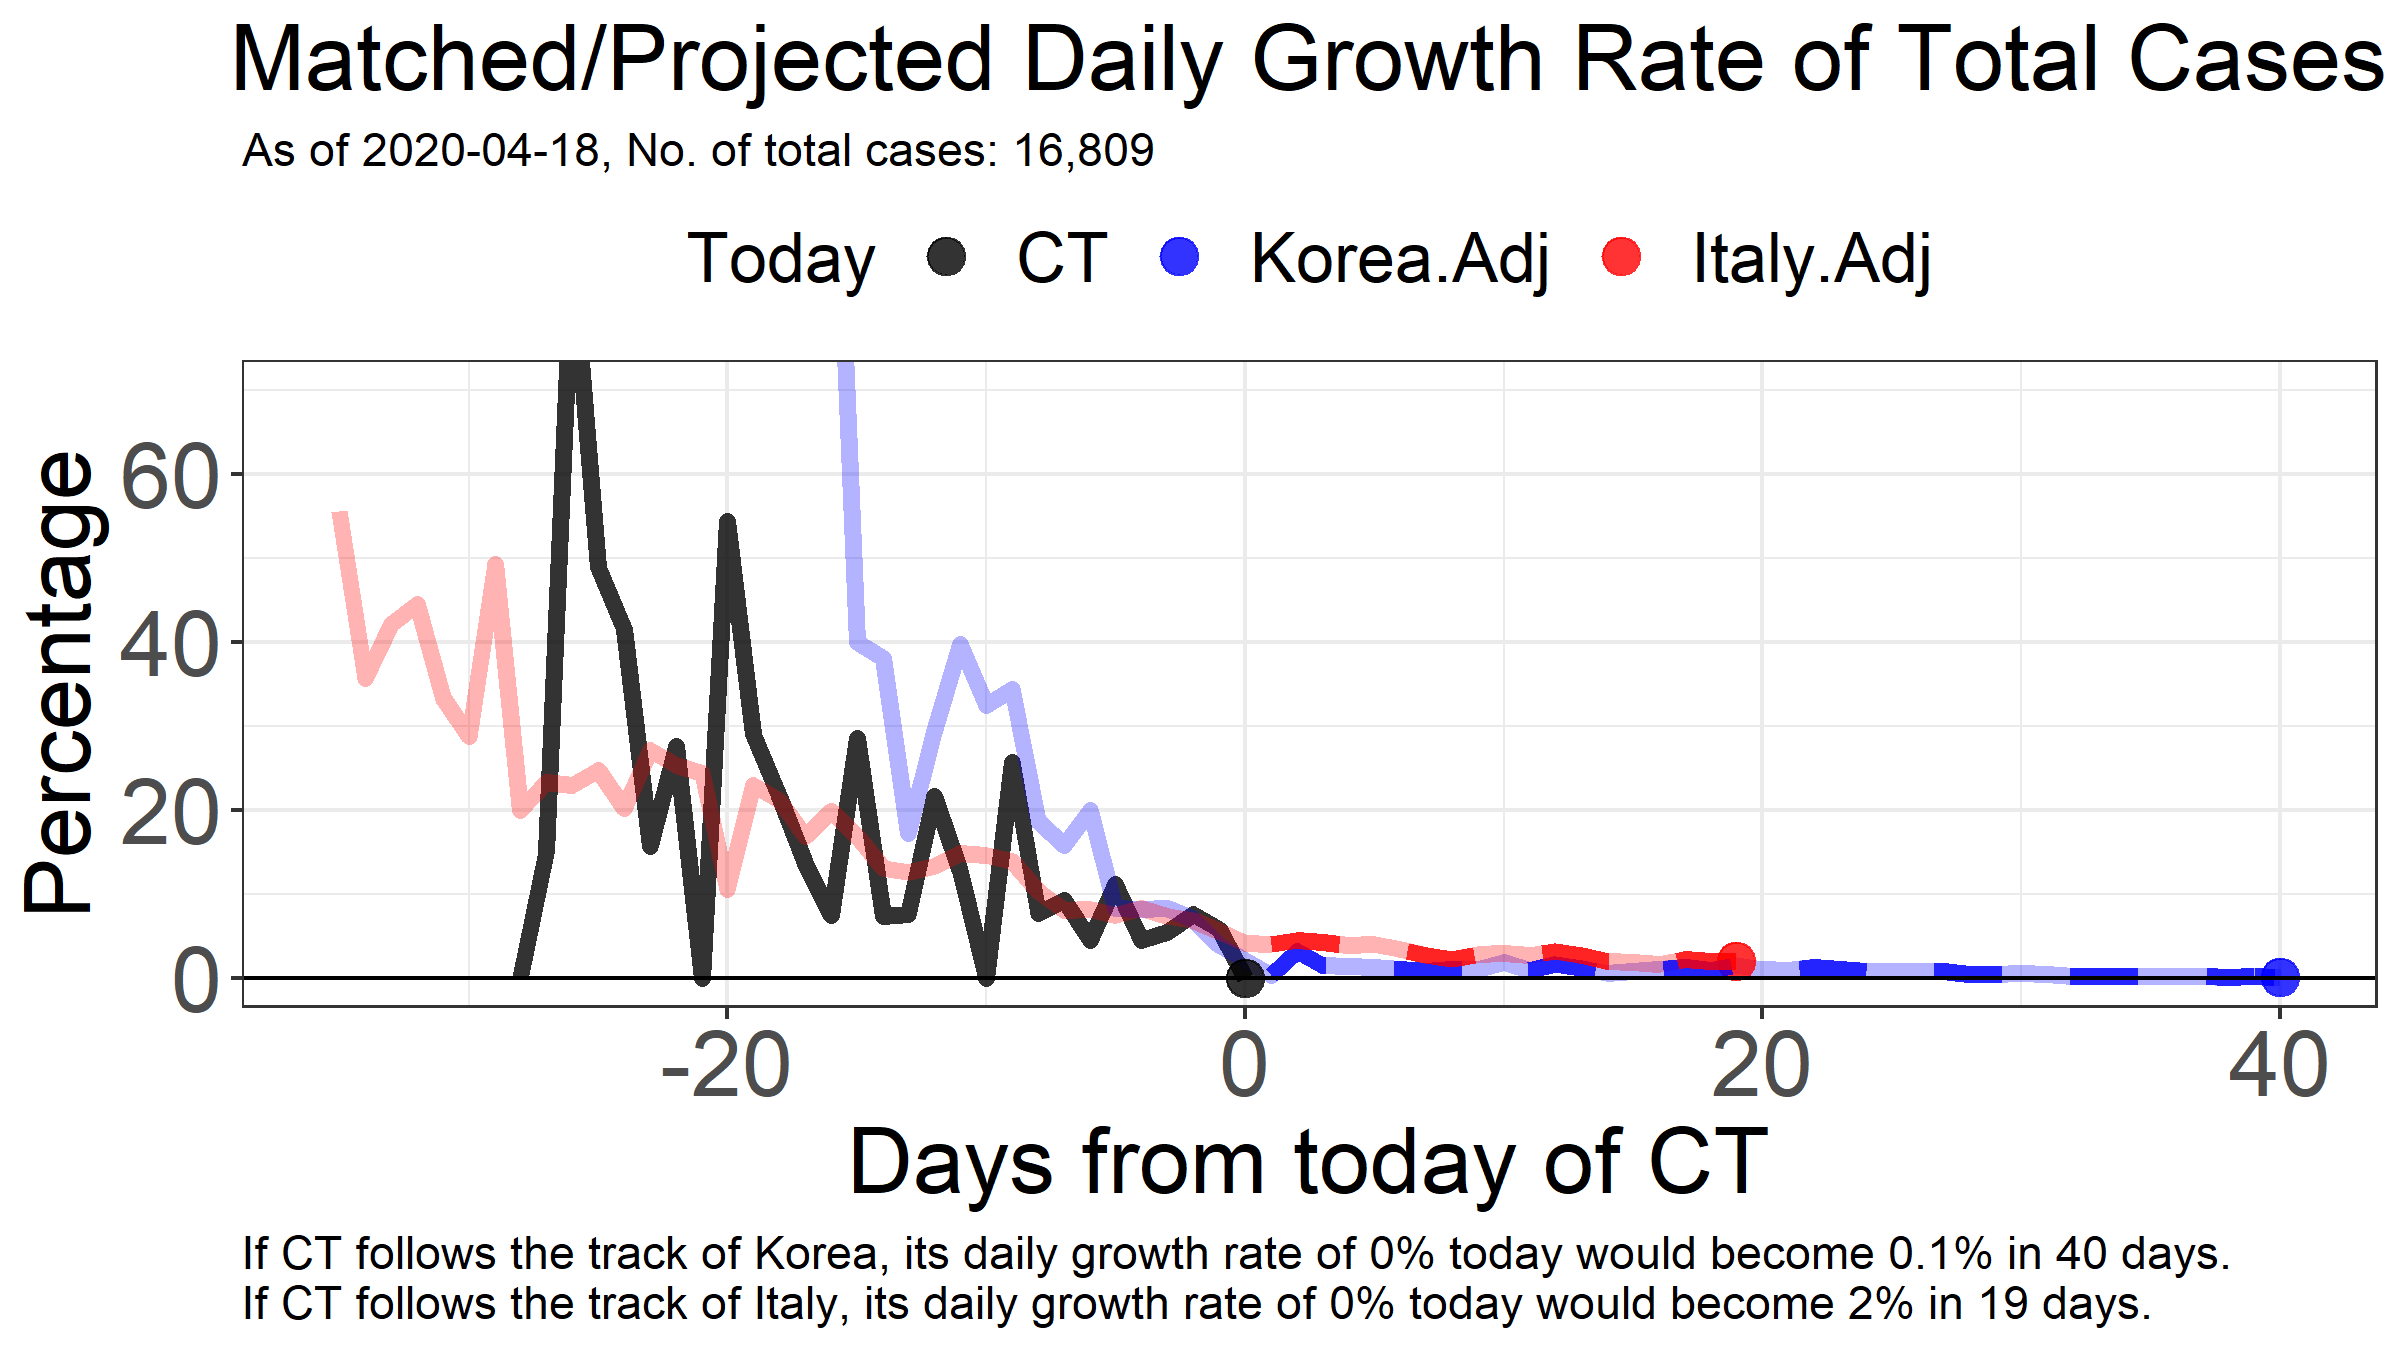 Matched/Projected Daily Growth Rate of Total Cases
As of 2020-04-18, No. of total cases: 16,809
Today CT Korea.Adj Italy.Adj
Percentage
60
40
20
0
-20 0 20 40
Days from today of CT
If CT follows the track of Korea, its daily growth rate of 0% today would become 0.1% in 40 days.
If CT follows the track of Italy, its daily growth rate of 0% today would become 2% in 19 days.